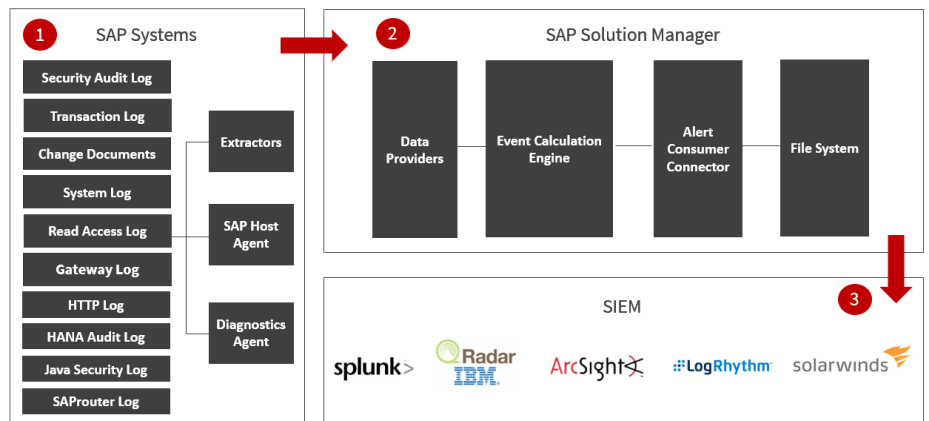 1
SAP Systems
Security Audit Log
Transaction Log
Change Documents
System Log
Read Access Log
Gateway Log
HTTP Log
HANA Audit Log
Java Security Log
SAProuter Log
Extractors
SAP Host
Agent
Diagnostics
Agent
2
SAP Solution Manager
Data
Providers
Event Calculation
Engine
Alert
Consumer
Connector
File System
3
SIEM
splunk>
QRadar
IBM
ArcSight
LogRhythm
solarwinds